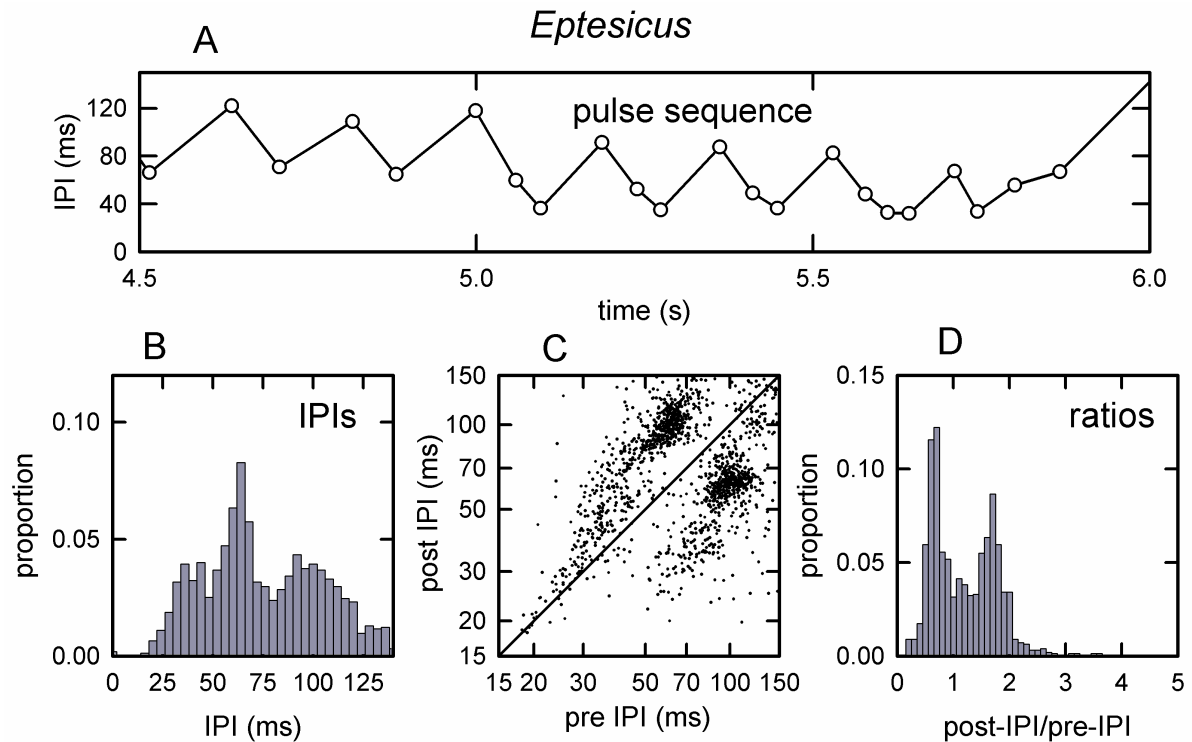 Eptesicus
A
pulse sequence
IPI (ms)
120
80
40
0
4.5 5.0 5.5 6.0
time (s)
B
IPIs
proportion
0.10
0.05
0.00
0 25 50 75 100 125
IPI (ms)
C
post IPI (ms)
150
100
70
50
30
20
15
15 20 30 50 70 100 150
pre IPI (ms)
D
ratios
proportion
0.15
0.10
0.05
0.00
0 1 2 3 4 5
post-IPI/pre-IPI